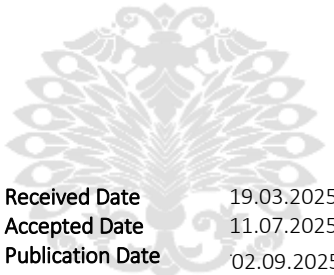 Received Date 19.03.2025
Accepted Date 11.07.2025
Publication Date 02.09.2025